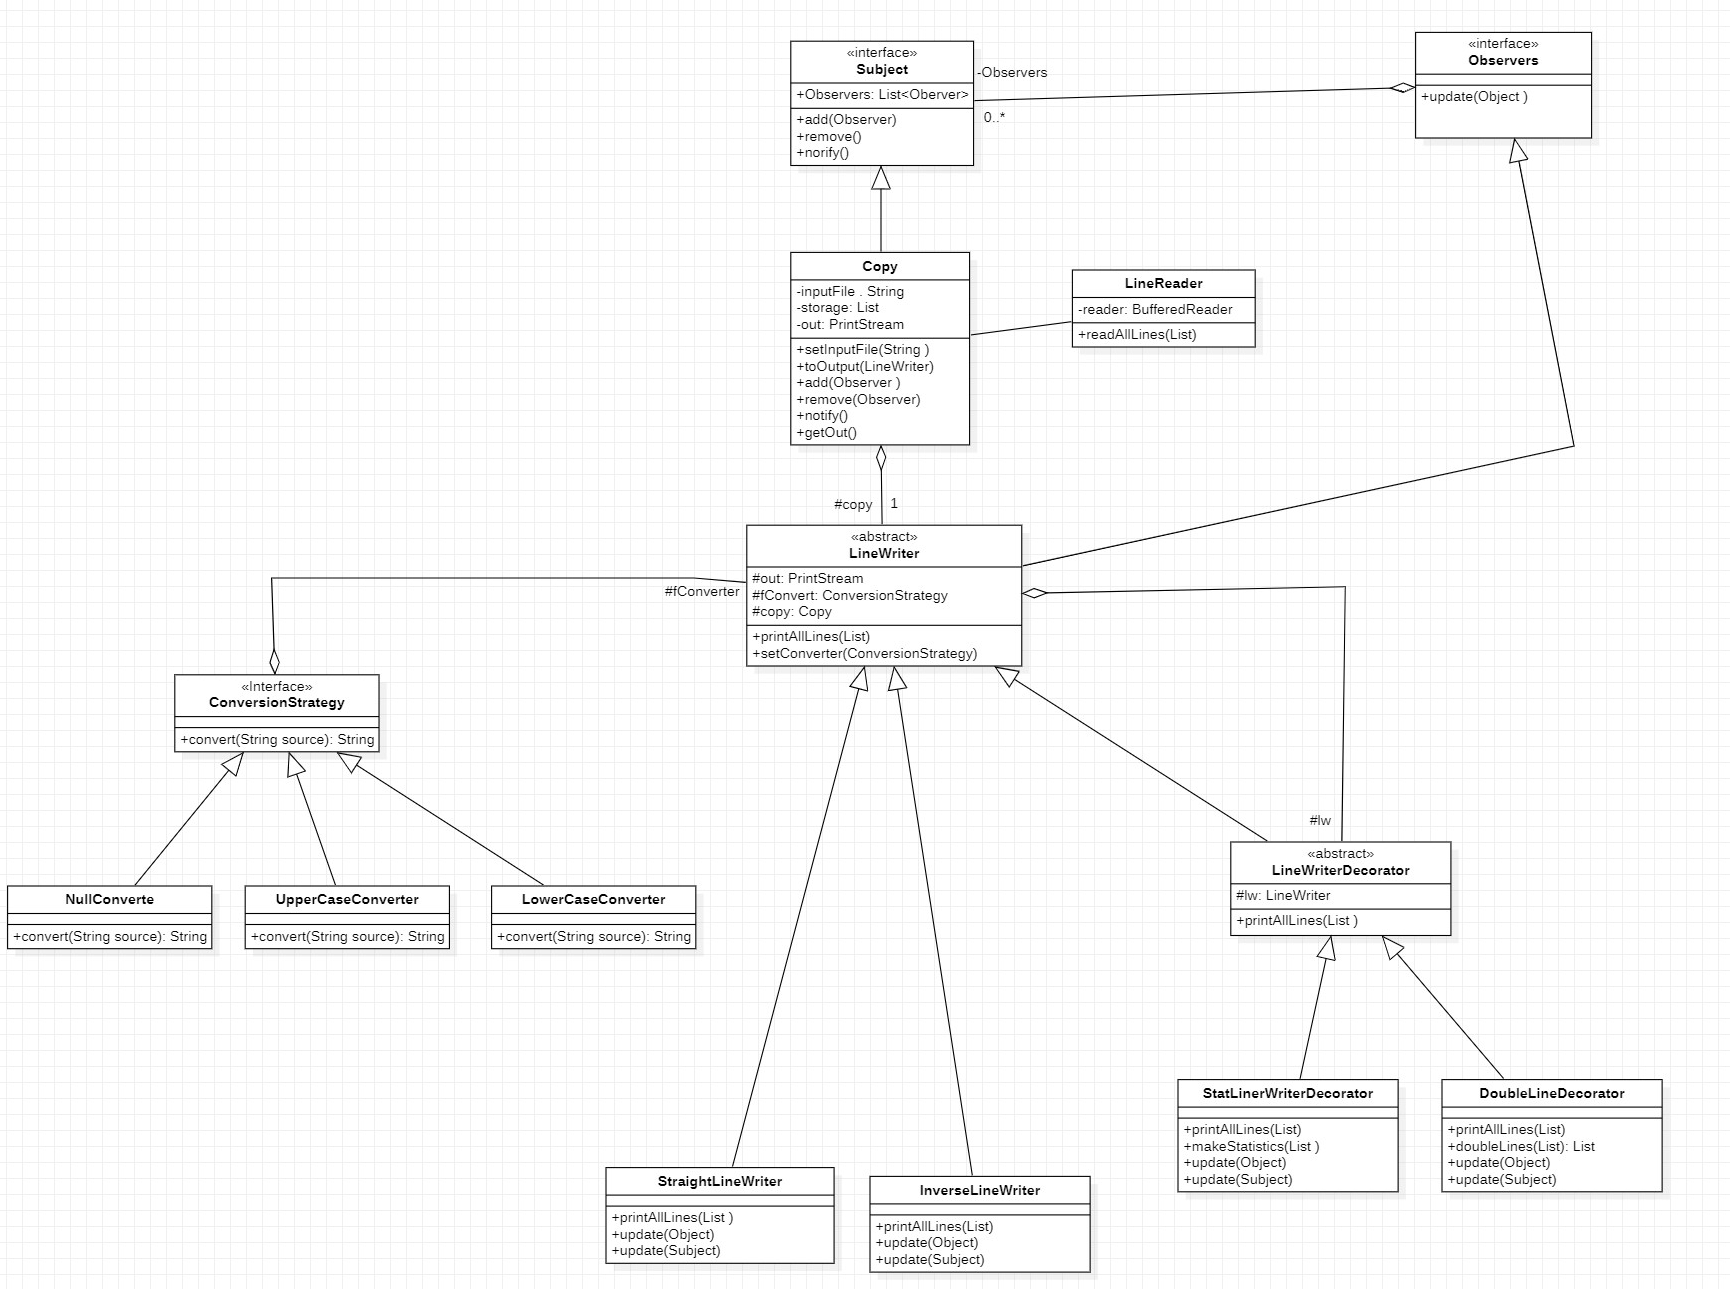 «interface»
Subject
+Observers: List<Oberver>
+add(Observer)
+remove()
+norify()
-Observers
0..*
«interface»
Observers
+update(Object )
Copy
-inputFile . String
-storage: List
-out: PrintStream
+setInputFile(String )
+toOutput(LineWriter)
+add(Observer )
+remove(Observer)
+notify()
+getOut()
LineReader
-reader: BufferedReader
+readAllLines(List)
#copy
1
«abstract»
LineWriter
#out: PrintStream
#fConvert: ConversionStrategy
#copy: Copy
+printAllLines(List)
+setConverter(ConversionStrategy)
#fConverter
«Interface»
ConversionStrategy
+convert(String source): String
#lw
«abstract»
LineWriterDecorator
#lw: LineWriter
+printAllLines(List )
NullConverte
+convert(String source): String
UpperCaseConverter
+convert(String source): String
LowerCaseConverter
+convert(String source): String
StatLinerWriterDecorator
+printAllLines(List)
+makeStatistics(List )
+update(Object)
+update(Subject)
DoubleLineDecorator
+printAllLines(List)
+doubleLines(List): List
+update(Object)
+update(Subject)
StraightLineWriter
+printAllLines(List )
+update(Object)
+update(Subject)
InverseLineWriter
+printAllLines(List)
+update(Object)
+update(Subject)